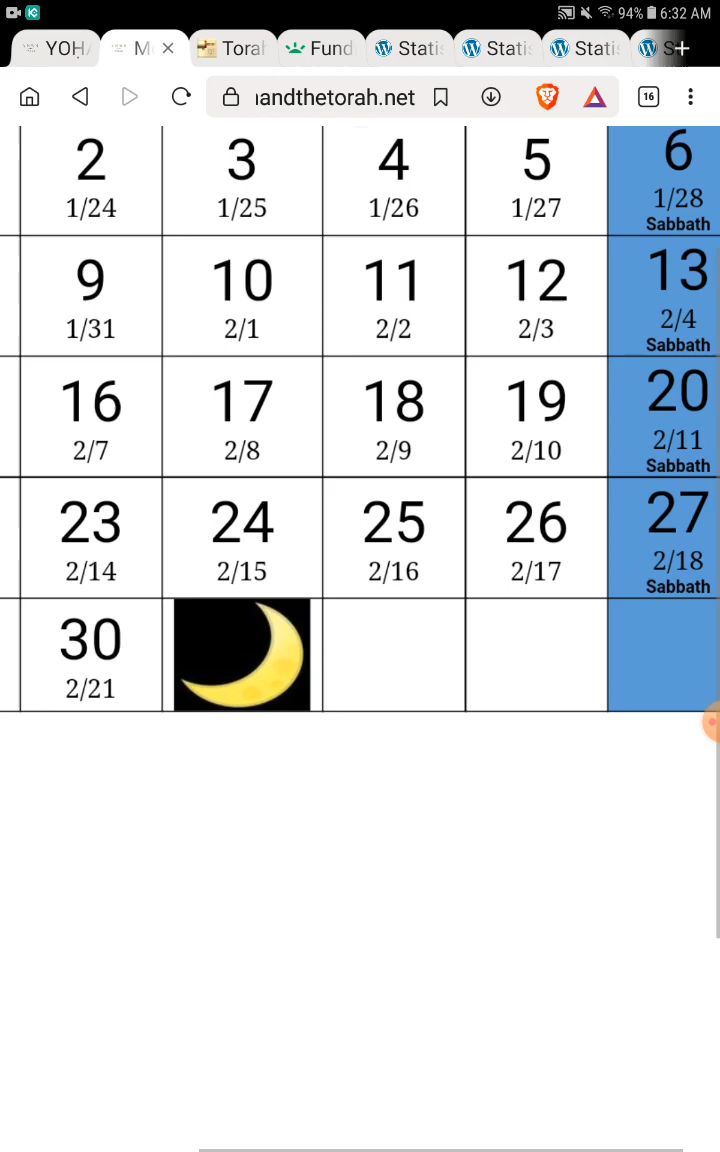 94% 6:32 AM
YOH M Torah Fund Statis Statis Statis S
andthetorah.net 16
2 3 4 5 6
1/24 1/25 1/26 1/27 1/28
Sabbath
9 10 11 12 13
1/31 2/1 2/2 2/3 2/4
Sabbath
16 17 18 19 20
2/7 2/8 2/9 2/10 2/11
Sabbath
23 24 25 26 27
2/14 2/15 2/16 2/17 2/18
Sabbath
30
2/21